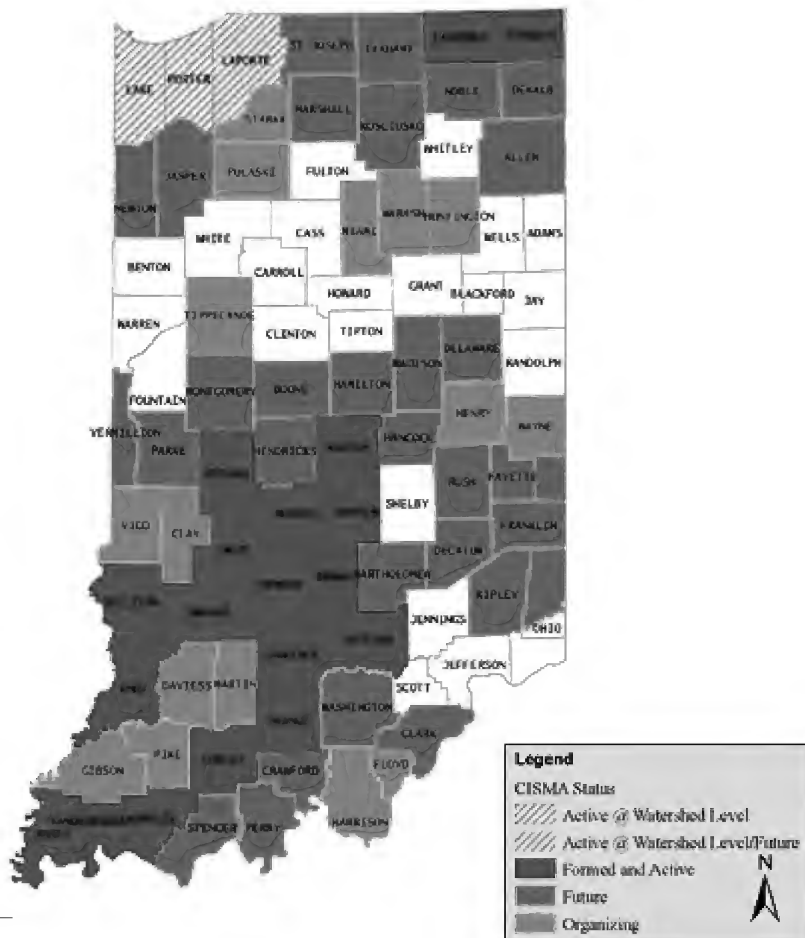 ST JOSEPH
ELKHART
LAPORTE
PORTER
LAKE
NOBLE
DEKALB
STARKE
MARSHALL
KOSCIUSKO
WHITLEY
ALLEN
FULTON
PULASKI
JASPER
NEWTON
HUNTINGTON
WABASH
MIAMI
CASS
WHITE
WELLS
ADAMS
BENTON
CARROLL
GRANT
HOWARD
BLACKFORD
JAY
TIPPECANOE
WARREN
CLINTON
TIPTON
DELAWARE
MADISON
RANDOLPH
MONTGOMERY
BOONE
HAMILTON
FOUNTAIN
HENRY
VERMILLION
WAYNE
HANCOCK
PARKE
HENDRICKS
RUSH
FAYETTE
SHELBY
FRANKLIN
VIGO
CLAY
DECATUR
BARTHOLOMEW
RIPLEY
JENNINGS
OHIO
JEFFERSON
DAVIESS
MARTIN
SCOTT
WASHINGTON
CLARK
PIKE
GIBSON
FLOYD
CRAWFORD
HARRISON
SPENCER
PERRY
Legend
CISMA Status
Active @ Watershed Level
Active @ Watershed Level/Future
N
Formed and Active
Future
Organizing